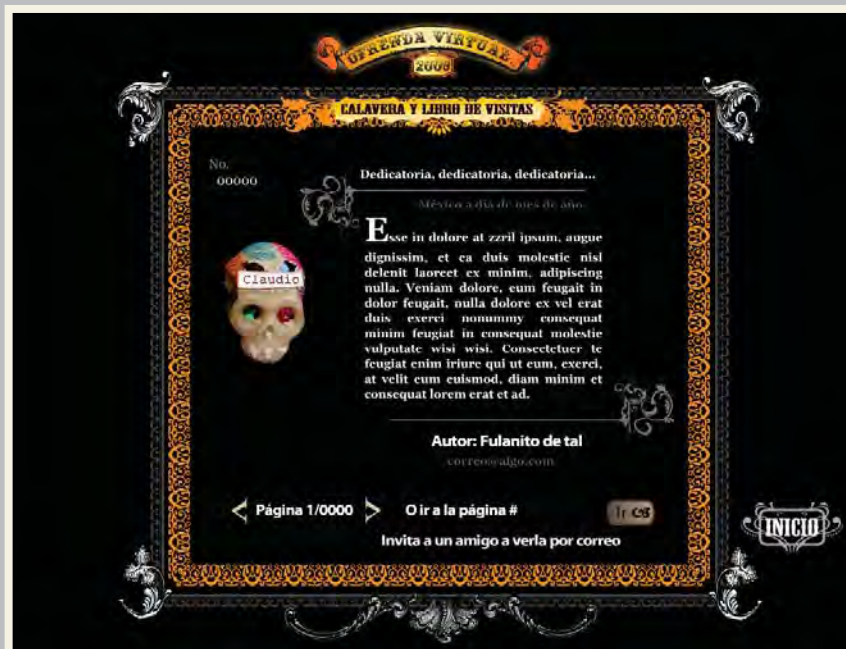 OFRENDA VIRTUAL
2008
CALAVERA Y LIBRO DE VISITAS
No.
00000
Dedicatoria, dedicatoria, dedicatoria...
México a día de mes de año
Claudio
Esse in dolore at zzril ipsum, augue
dignissim, et ea duis molestie nisl
delenit laoreet ex minim, adipiscing
nulla. Veniam dolore, eum feugait in
dolor feugait, nulla dolore ex vel erat
duis exerci nonummy consequat
minim feugiat in consequat molestie
vulputate wisi wisi. Consectetuer te
feugiat enim iriure qui ut eum, exerci,
at velit eum euismod, diam minim et
consequat lorem erat et ad.
Autor: Fulanito de tal
correo@algo.com
Página 1/0000
O ir a la página #
Ir
Invita a un amigo a verla por correo
INICIO